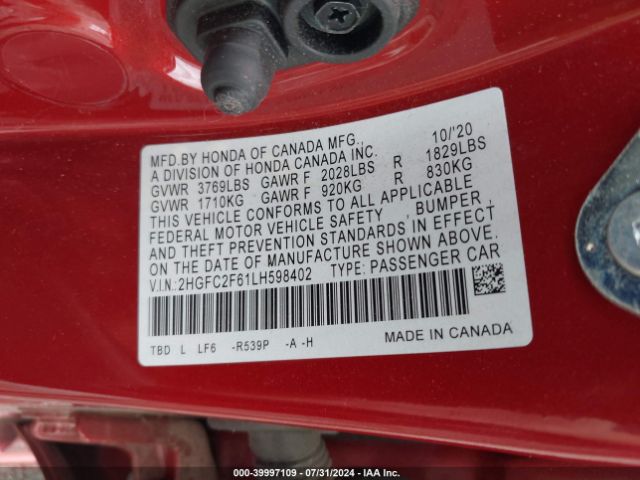 MFD.BY HONDA OF CANADA MFG., 10/'20
A DIVISION OF HONDA CANADA INC.
GVWR 3769LBS GAWR F 2028LBS R 1829LBS
GVWR 1710KG GAWR F 920KG R 830KG
THIS VEHICLE CONFORMS TO ALL APPLICABLE
FEDERAL MOTOR VEHICLE SAFETY , BUMPER ,
AND THEFT PREVENTION STANDARDS IN EFFECT
ON THE DATE OF MANUFACTURE SHOWN ABOVE.
V.I.N.: 2HGFC2F61LH598402 TYPE: PASSENGER CAR
TBD L LF6 -R539P -A -H MADE IN CANADA
000-39997109 | 07/31/2024 | IAA Inc.